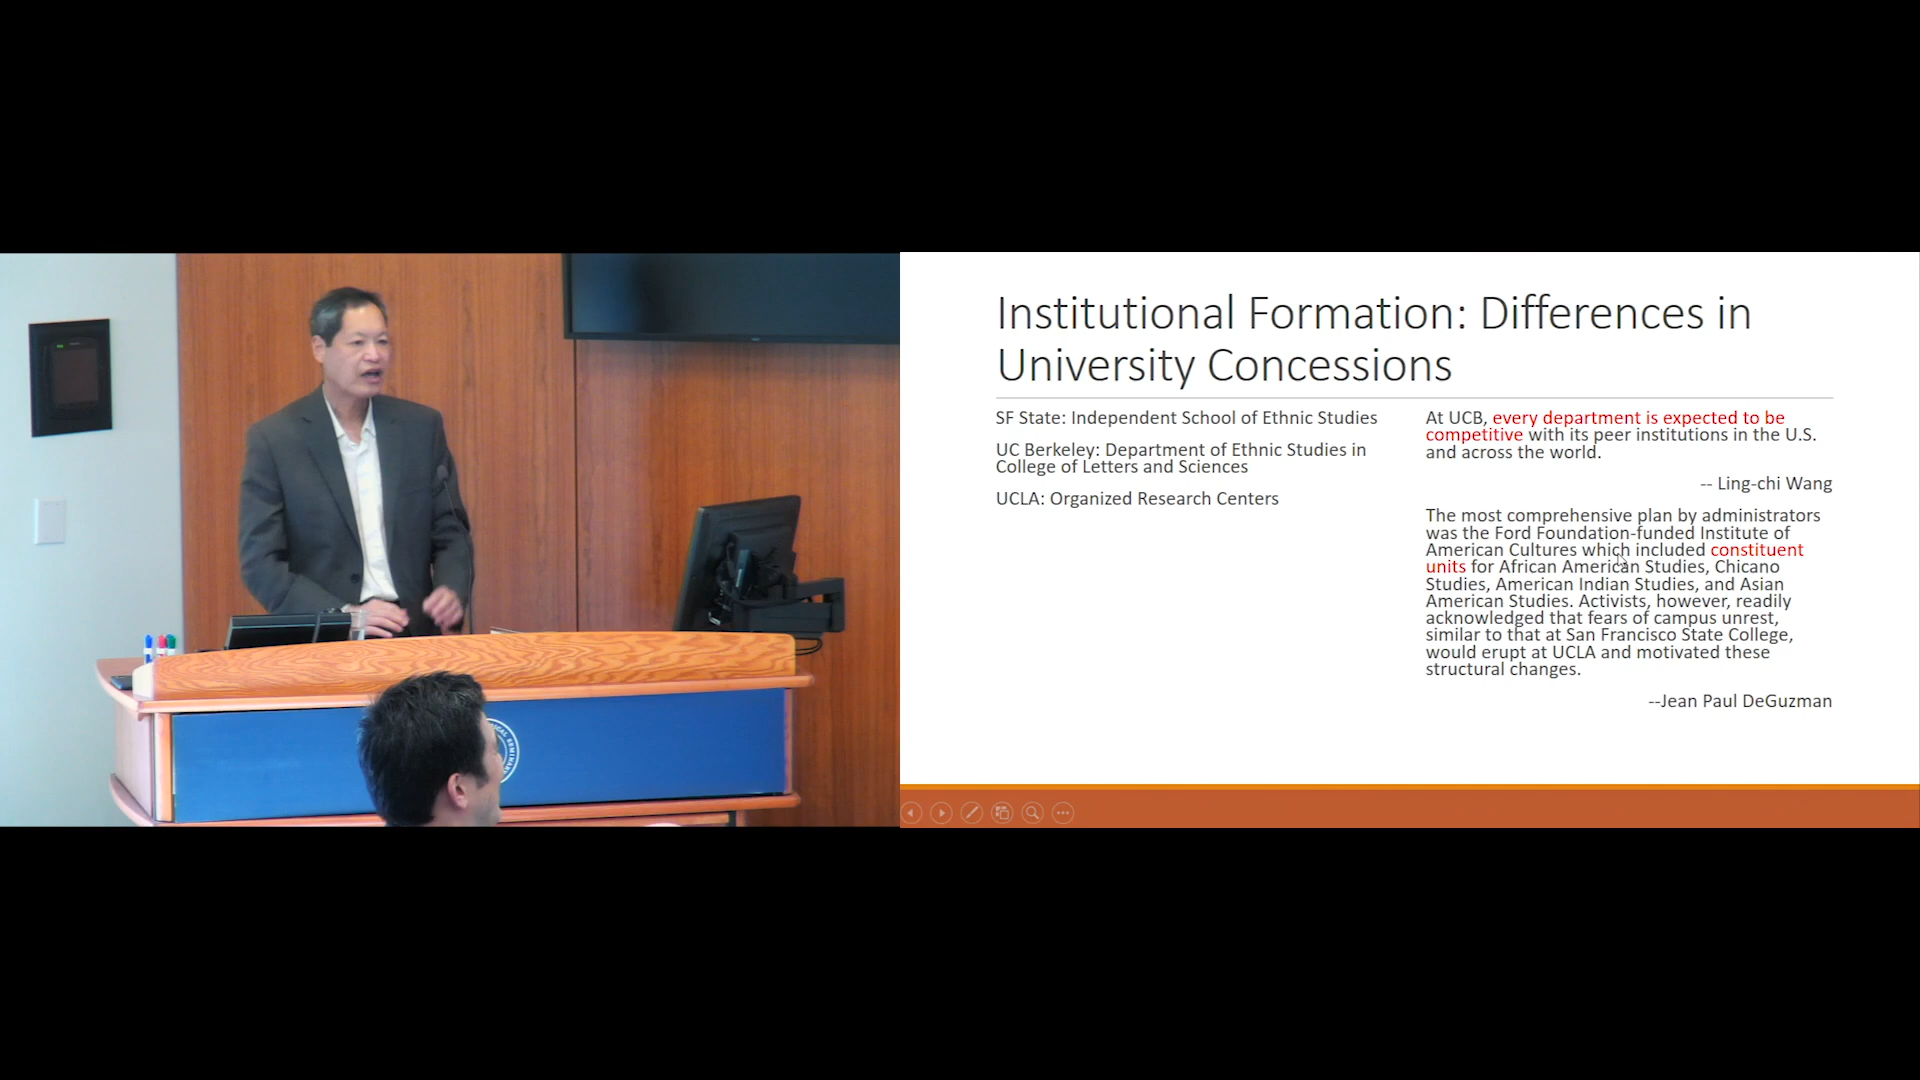 Institutional Formation: Differences in
University Concessions
SF State: Independent School of Ethnic Studies
UC Berkeley: Department of Ethnic Studies in
College of Letters and Sciences
UCLA: Organized Research Centers
At UCB, every department is expected to be
competitive with its peer institutions in the U.S.
and across the world.
-- Ling-chi Wang
The most comprehensive plan by administrators
was the Ford Foundation-funded Institute of
American Cultures which included constituent
units for African American Studies, Chicano
Studies, American Indian Studies, and Asian
American Studies. Activists, however, readily
acknowledged that fears of campus unrest,
similar to that at San Francisco State College,
would erupt at UCLA and motivated these
structural changes.
--Jean Paul DeGuzman